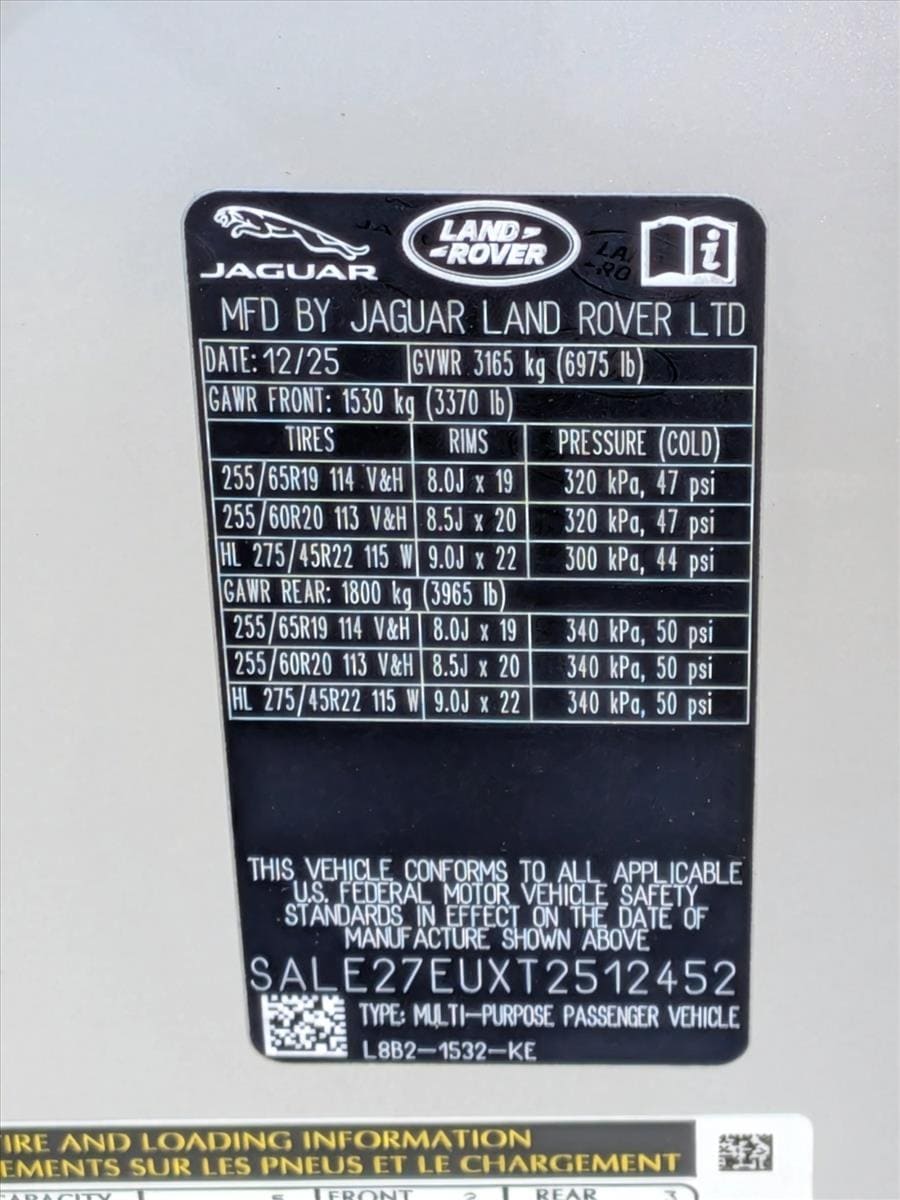 JAGUAR
LAND
ROVER
i
MFD BY JAGUAR LAND ROVER LTD
DATE: 12/25 GVWR 3165 kg (6975 lb)
GAWR FRONT: 1530 kg (3370 lb)
TIRES RIMS PRESSURE (COLD)
255/65R19 114 V&H 8.0J x 19 320 kPa, 47 psi
255/60R20 113 V&H 8.5J x 20 320 kPa, 47 psi
HL 275/45R22 115 W 9.0J x 22 300 kPa, 44 psi
GAWR REAR: 1800 kg (3965 lb)
255/65R19 114 V&H 8.0J x 19 340 kPa, 50 psi
255/60R20 113 V&H 8.5J x 20 340 kPa, 50 psi
HL 275/45R22 115 W 9.0J x 22 340 kPa, 50 psi
THIS VEHICLE CONFORMS TO ALL APPLICABLE
U.S. FEDERAL MOTOR VEHICLE SAFETY
STANDARDS IN EFFECT ON THE DATE OF
MANUFACTURE SHOWN ABOVE
SALE27EUXT2512452
TYPE: MULTI-PURPOSE PASSENGER VEHICLE
L8B2-1532-KE
IRE AND LOADING INFORMATION
EMENTS SUR LES PNEUS ET LE CHARGEMENT
FRONT 2 REAR 3